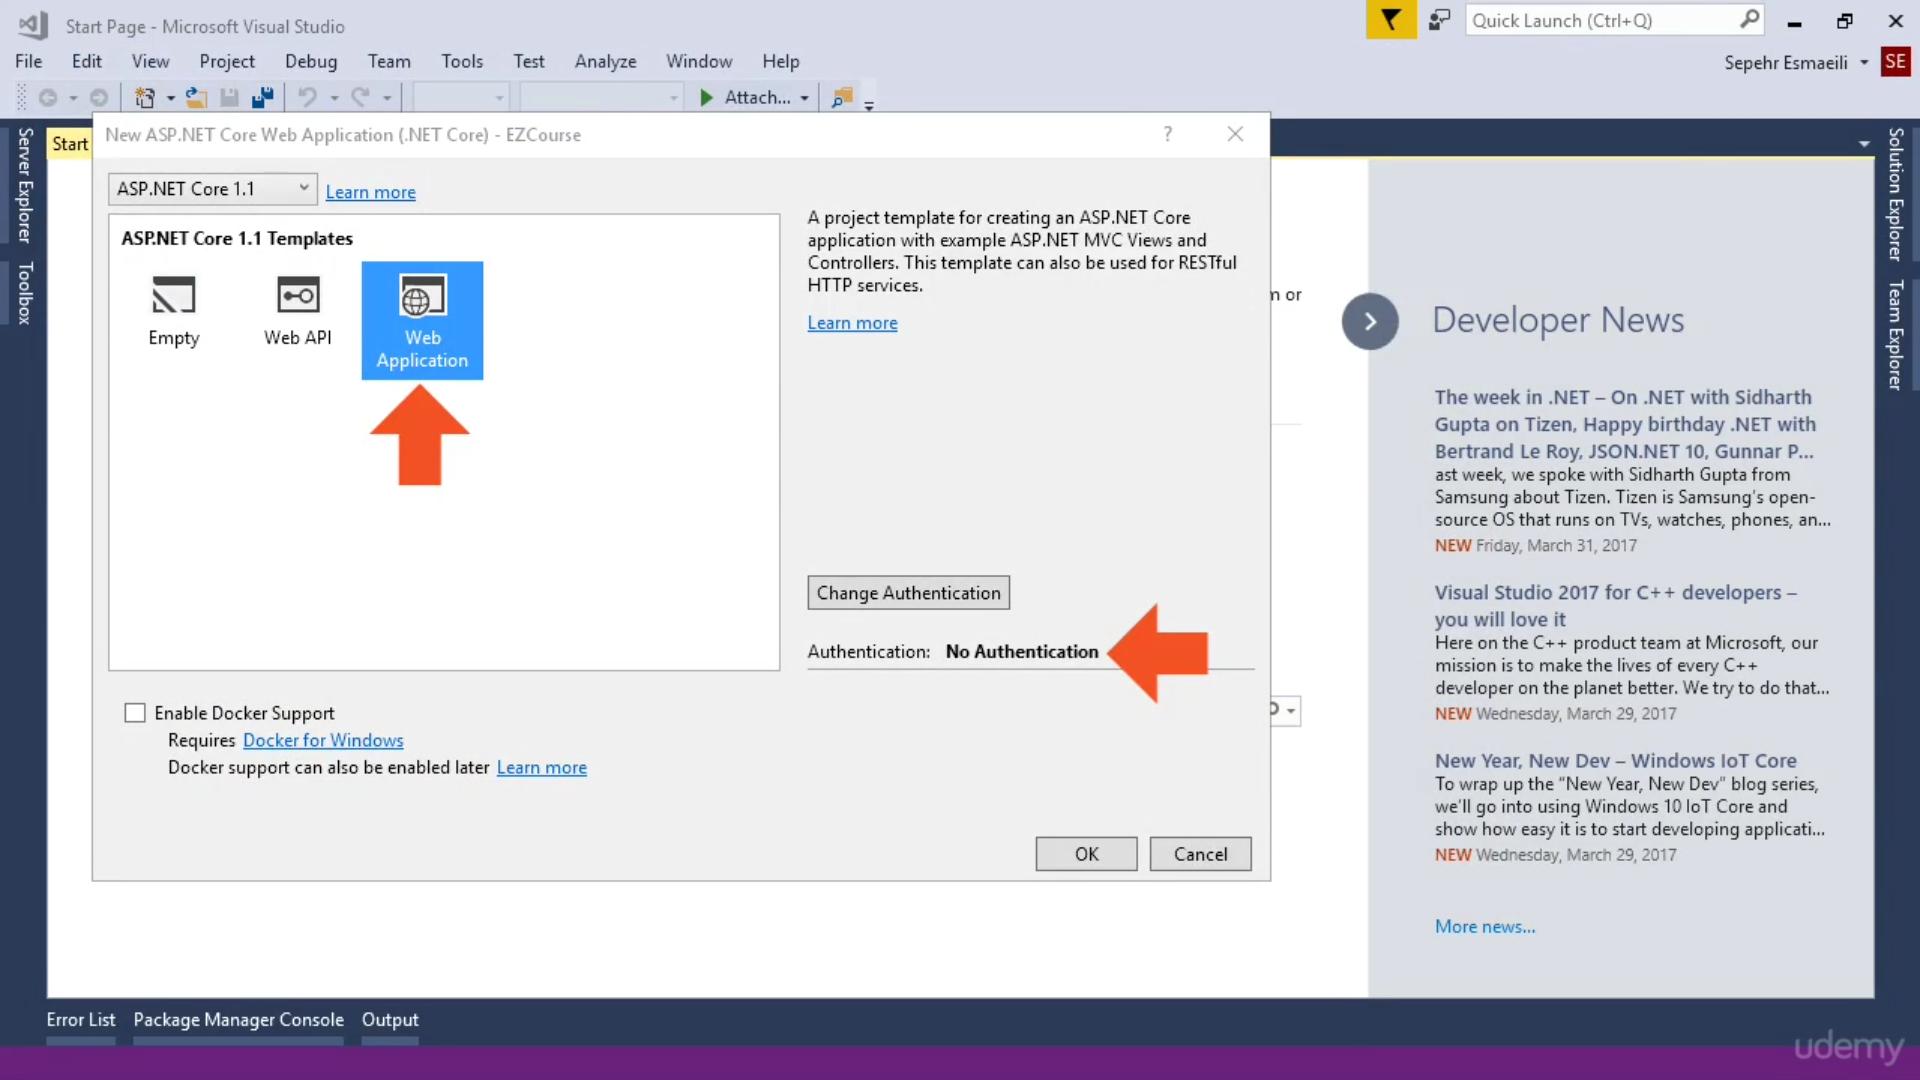 Start Page - Microsoft Visual Studio
Quick Launch (Ctrl+Q)
File Edit View Project Debug Team Tools Test Analyze Window Help
Sepehr Esmaeili SE
Attach...
Server Explorer
Toolbox
Start
New ASP.NET Core Web Application (.NET Core) - EZCourse
?
ASP.NET Core 1.1 Learn more
ASP.NET Core 1.1 Templates
Empty
Web API
Web
Application
A project template for creating an ASP.NET Core
application with example ASP.NET MVC Views and
Controllers. This template can also be used for RESTful
HTTP services.
Learn more
Change Authentication
Authentication: No Authentication
Enable Docker Support
Requires Docker for Windows
Docker support can also be enabled later Learn more
OK
Cancel
or
Developer News
The week in .NET – On .NET with Sidharth
Gupta on Tizen, Happy birthday .NET with
Bertrand Le Roy, JSON.NET 10, Gunnar P...
ast week, we spoke with Sidharth Gupta from
Samsung about Tizen. Tizen is Samsung's open-
source OS that runs on TVs, watches, phones, an...
NEW Friday, March 31, 2017
Visual Studio 2017 for C++ developers –
you will love it
Here on the C++ product team at Microsoft, our
mission is to make the lives of every C++
developer on the planet better. We try to do that...
NEW Wednesday, March 29, 2017
New Year, New Dev – Windows IoT Core
To wrap up the “New Year, New Dev” blog series,
we'll go into using Windows 10 IoT Core and
show how easy it is to start developing applicati...
NEW Wednesday, March 29, 2017
More news...
Solution Explorer
Team Explorer
Error List Package Manager Console Output
udemy